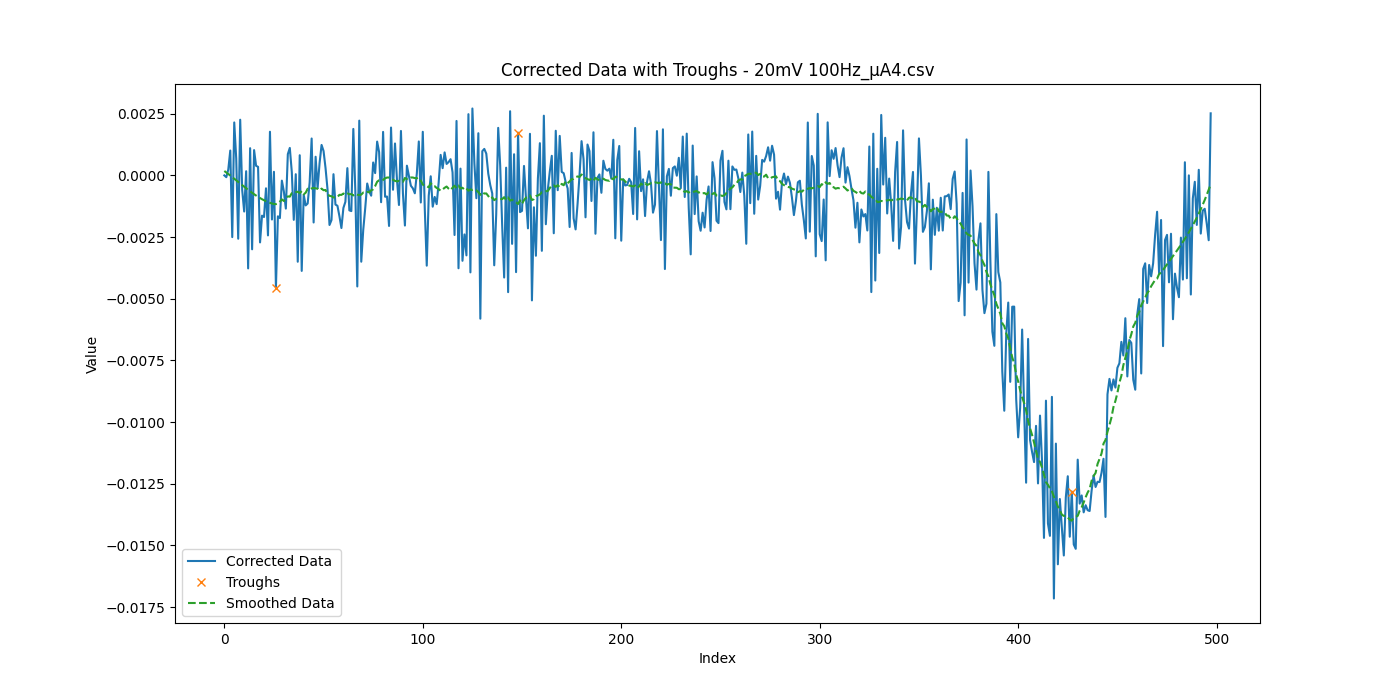 Corrected Data with Troughs - 20mV 100Hz_μA4.csv
Value
0.0025
0.0000
−0.0025
−0.0050
−0.0075
−0.0100
−0.0125
−0.0150
−0.0175
Corrected Data
Troughs
Smoothed Data
0 100 200 300 400 500
Index